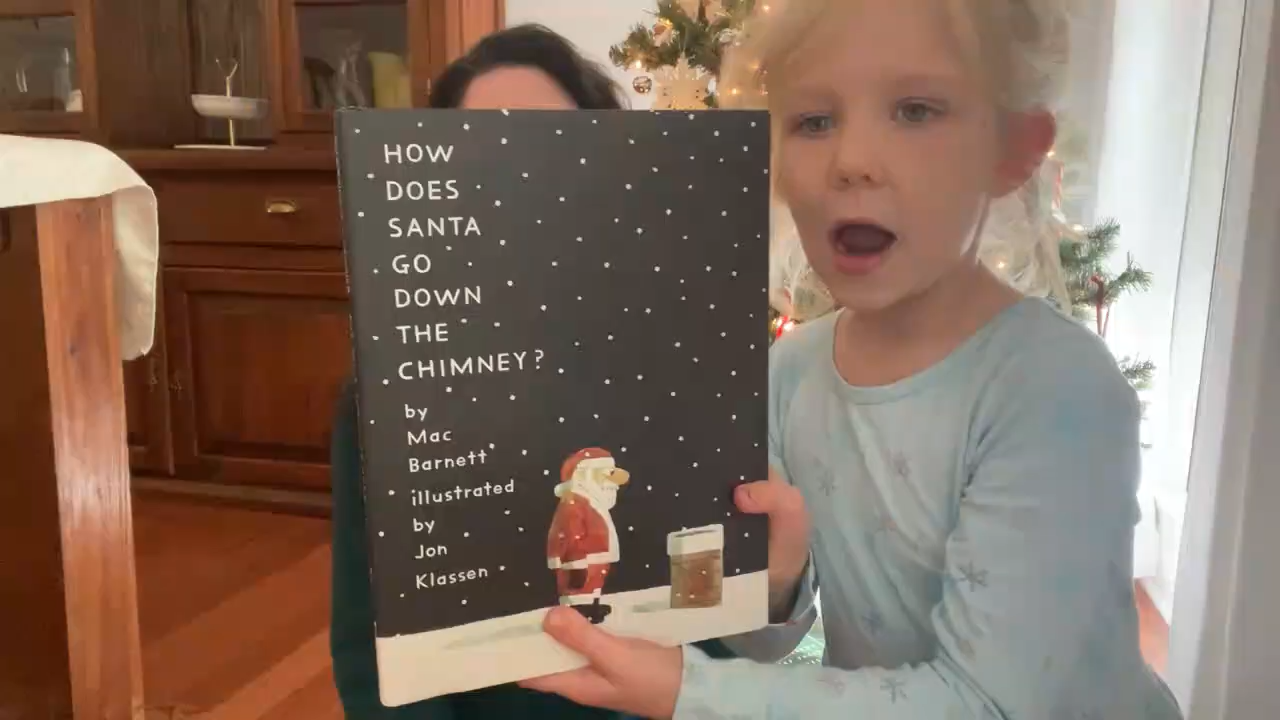 HOW
DOES
SANTA
GO
DOWN
THE
CHIMNEY?
by
Mac
Barnett
illustrated
by
Jon
Klassen